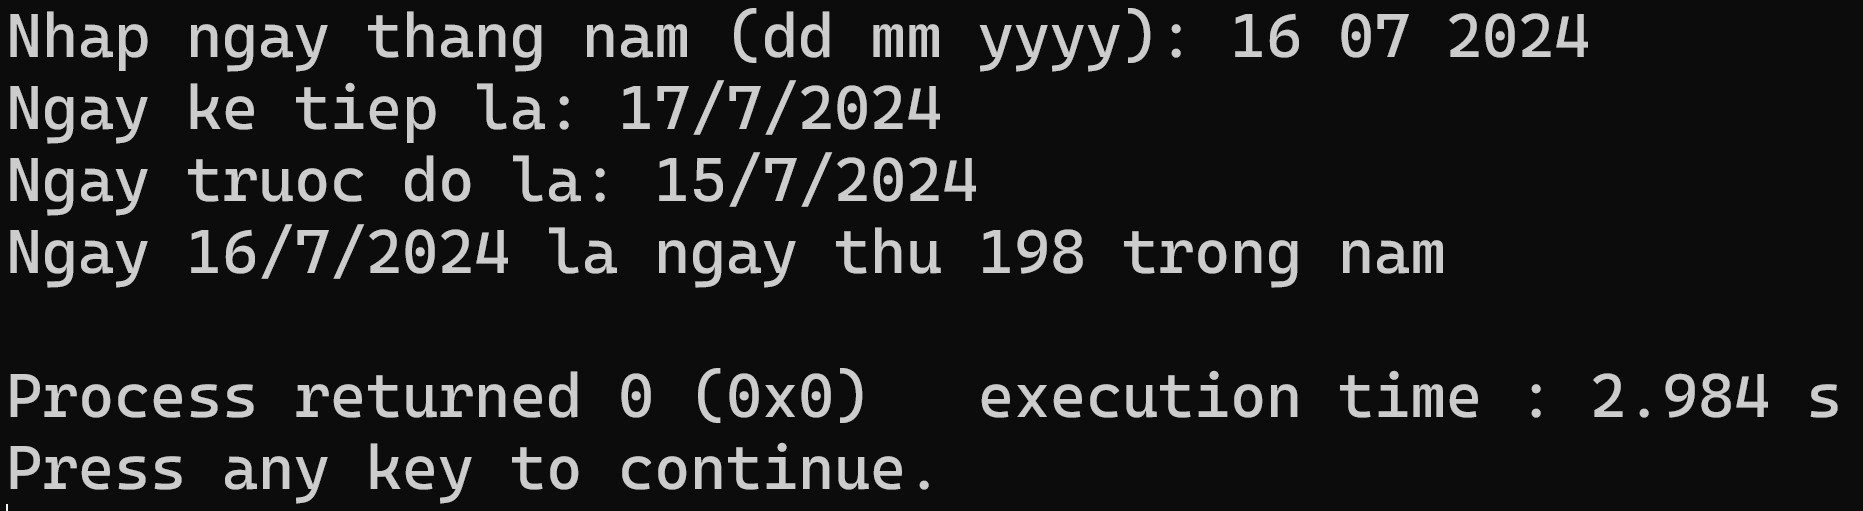 Nhap ngay thang nam (dd mm yyyy): 16 07 2024
Ngay ke tiep la: 17/7/2024
Ngay truoc do la: 15/7/2024
Ngay 16/7/2024 la ngay thu 198 trong nam
Process returned 0 (0x0)   execution time : 2.984 s
Press any key to continue.